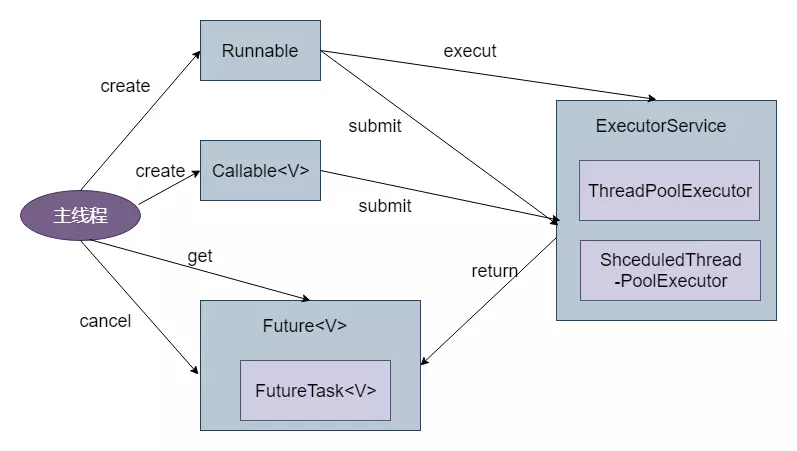 Runnable
execut
create
submit
ExecutorService
create
Callable<V>
ThreadPoolExecutor
submit
主线程
get
return
ShceduledThread
-PoolExecutor
cancel
Future<V>
FutureTask<V>